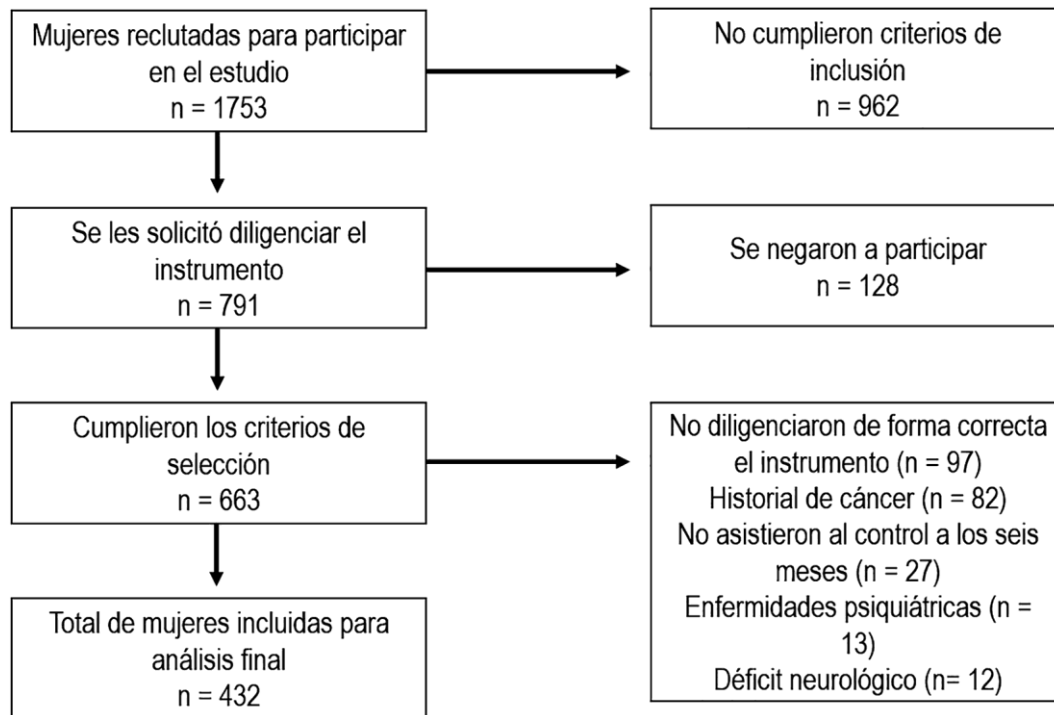 Mujeres reclutadas para participar
en el estudio
n = 1753
No cumplieron criterios de
inclusión
n = 962
Se les solicitó diligenciar el
instrumento
n = 791
Se negaron a participar
n = 128
Cumplieron los criterios de
selección
n = 663
No diligenciaron de forma correcta
el instrumento (n = 97)
Historial de cáncer (n = 82)
No asistieron al control a los seis
meses (n = 27)
Enfermidades psiquiátricas (n =
13)
Déficit neurológico (n= 12)
Total de mujeres incluidas para
análisis final
n = 432